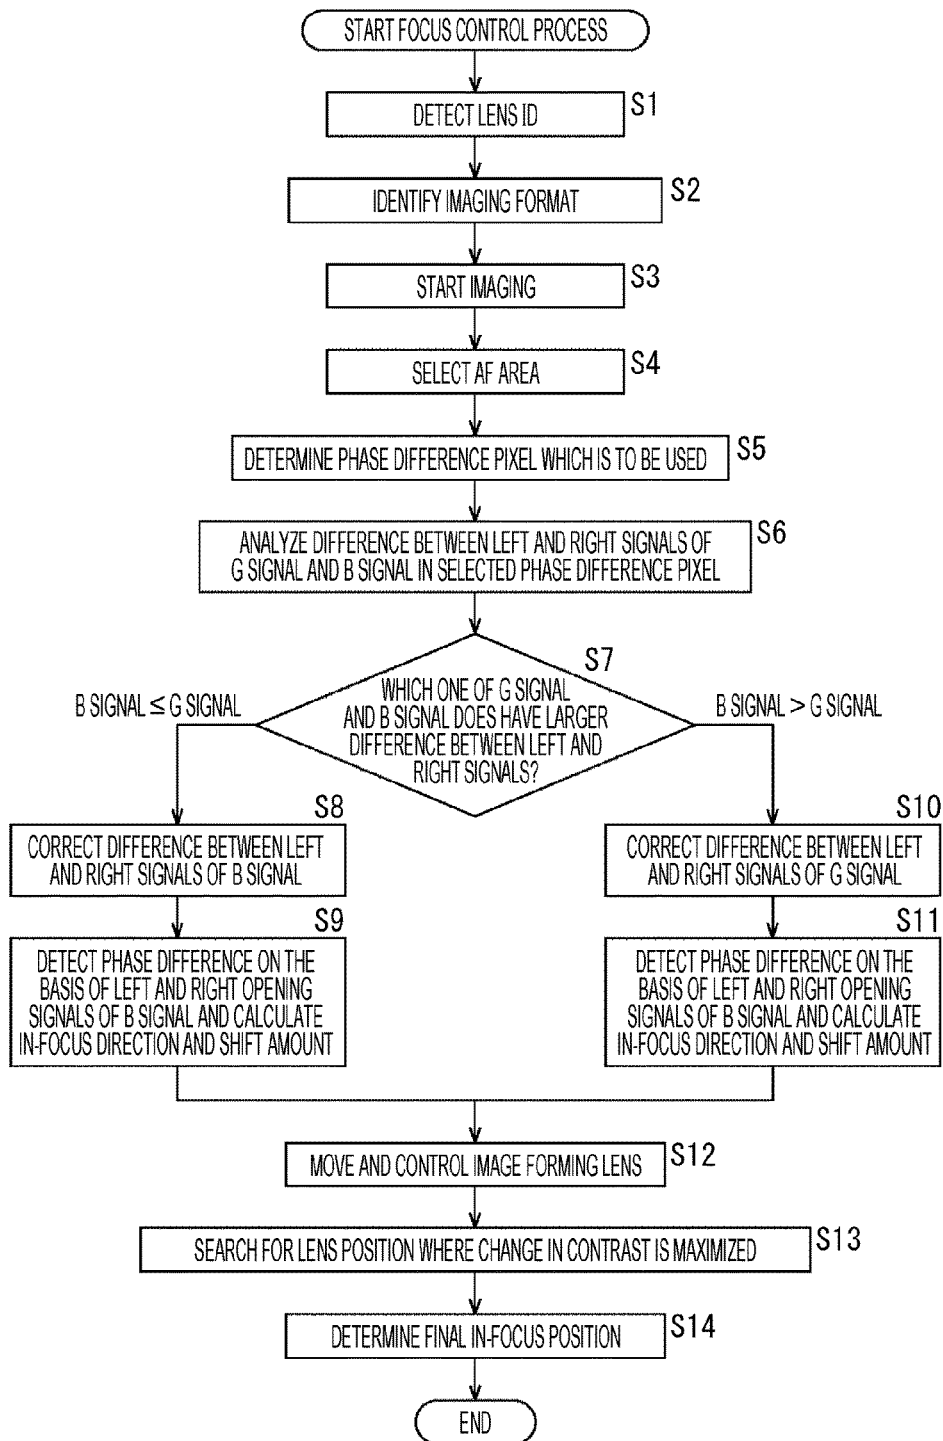 START FOCUS CONTROL PROCESS
S1
DETECT LENS ID
S2
IDENTIFY IMAGING FORMAT
S3
START IMAGING
S4
SELECT AF AREA
S5
DETERMINE PHASE DIFFERENCE PIXEL WHICH IS TO BE USED
S6
ANALYZE DIFFERENCE BETWEEN LEFT AND RIGHT SIGNALS OF
G SIGNAL AND B SIGNAL IN SELECTED PHASE DIFFERENCE PIXEL
S7
WHICH ONE OF G SIGNAL
AND B SIGNAL DOES HAVE LARGER
DIFFERENCE BETWEEN LEFT AND
RIGHT SIGNALS?
B SIGNAL ≤ G SIGNAL
B SIGNAL > G SIGNAL
S8
CORRECT DIFFERENCE BETWEEN LEFT
AND RIGHT SIGNALS OF B SIGNAL
S9
DETECT PHASE DIFFERENCE ON THE
BASIS OF LEFT AND RIGHT OPENING
SIGNALS OF B SIGNAL AND CALCULATE
IN-FOCUS DIRECTION AND SHIFT AMOUNT
S10
CORRECT DIFFERENCE BETWEEN LEFT
AND RIGHT SIGNALS OF G SIGNAL
S11
DETECT PHASE DIFFERENCE ON THE
BASIS OF LEFT AND RIGHT OPENING
SIGNALS OF B SIGNAL AND CALCULATE
IN-FOCUS DIRECTION AND SHIFT AMOUNT
S12
MOVE AND CONTROL IMAGE FORMING LENS
S13
SEARCH FOR LENS POSITION WHERE CHANGE IN CONTRAST IS MAXIMIZED
S14
DETERMINE FINAL IN-FOCUS POSITION
END